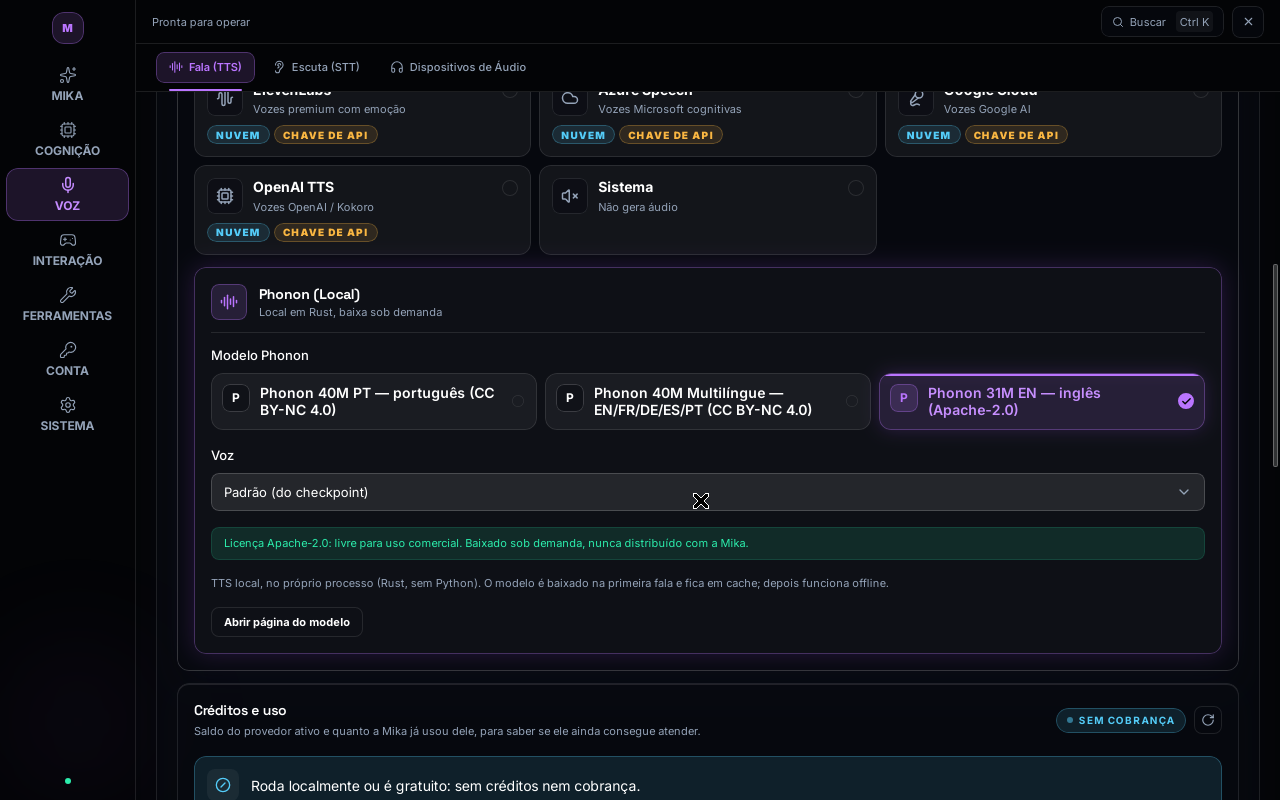 M
MIKA
COGNIÇÃO
VOZ
INTERAÇÃO
FERRAMENTAS
CONTA
SISTEMA
Pronta para operar
Buscar Ctrl K
Fala (TTS)
Escuta (STT)
Dispositivos de Áudio
ElevenLabs
Vozes premium com emoção
NUVEM CHAVE DE API
Azure Speech
Vozes Microsoft cognitivas
NUVEM CHAVE DE API
Google Cloud
Vozes Google AI
NUVEM CHAVE DE API
OpenAI TTS
Vozes OpenAI / Kokoro
NUVEM CHAVE DE API
Sistema
Não gera áudio
Phonon (Local)
Local em Rust, baixa sob demanda
Modelo Phonon
P
Phonon 40M PT — português (CC
BY-NC 4.0)
P
Phonon 40M Multilíngue —
EN/FR/DE/ES/PT (CC BY-NC 4.0)
P
Phonon 31M EN — inglês
(Apache-2.0)
Voz
Padrão (do checkpoint)
Licença Apache-2.0: livre para uso comercial. Baixado sob demanda, nunca distribuído com a Mika.
TTS local, no próprio processo (Rust, sem Python). O modelo é baixado na primeira fala e fica em cache; depois funciona offline.
Abrir página do modelo
Créditos e uso
Saldo do provedor ativo e quanto a Mika já usou dele, para saber se ele ainda consegue atender.
SEM COBRANÇA
Roda localmente ou é gratuito: sem créditos nem cobrança.